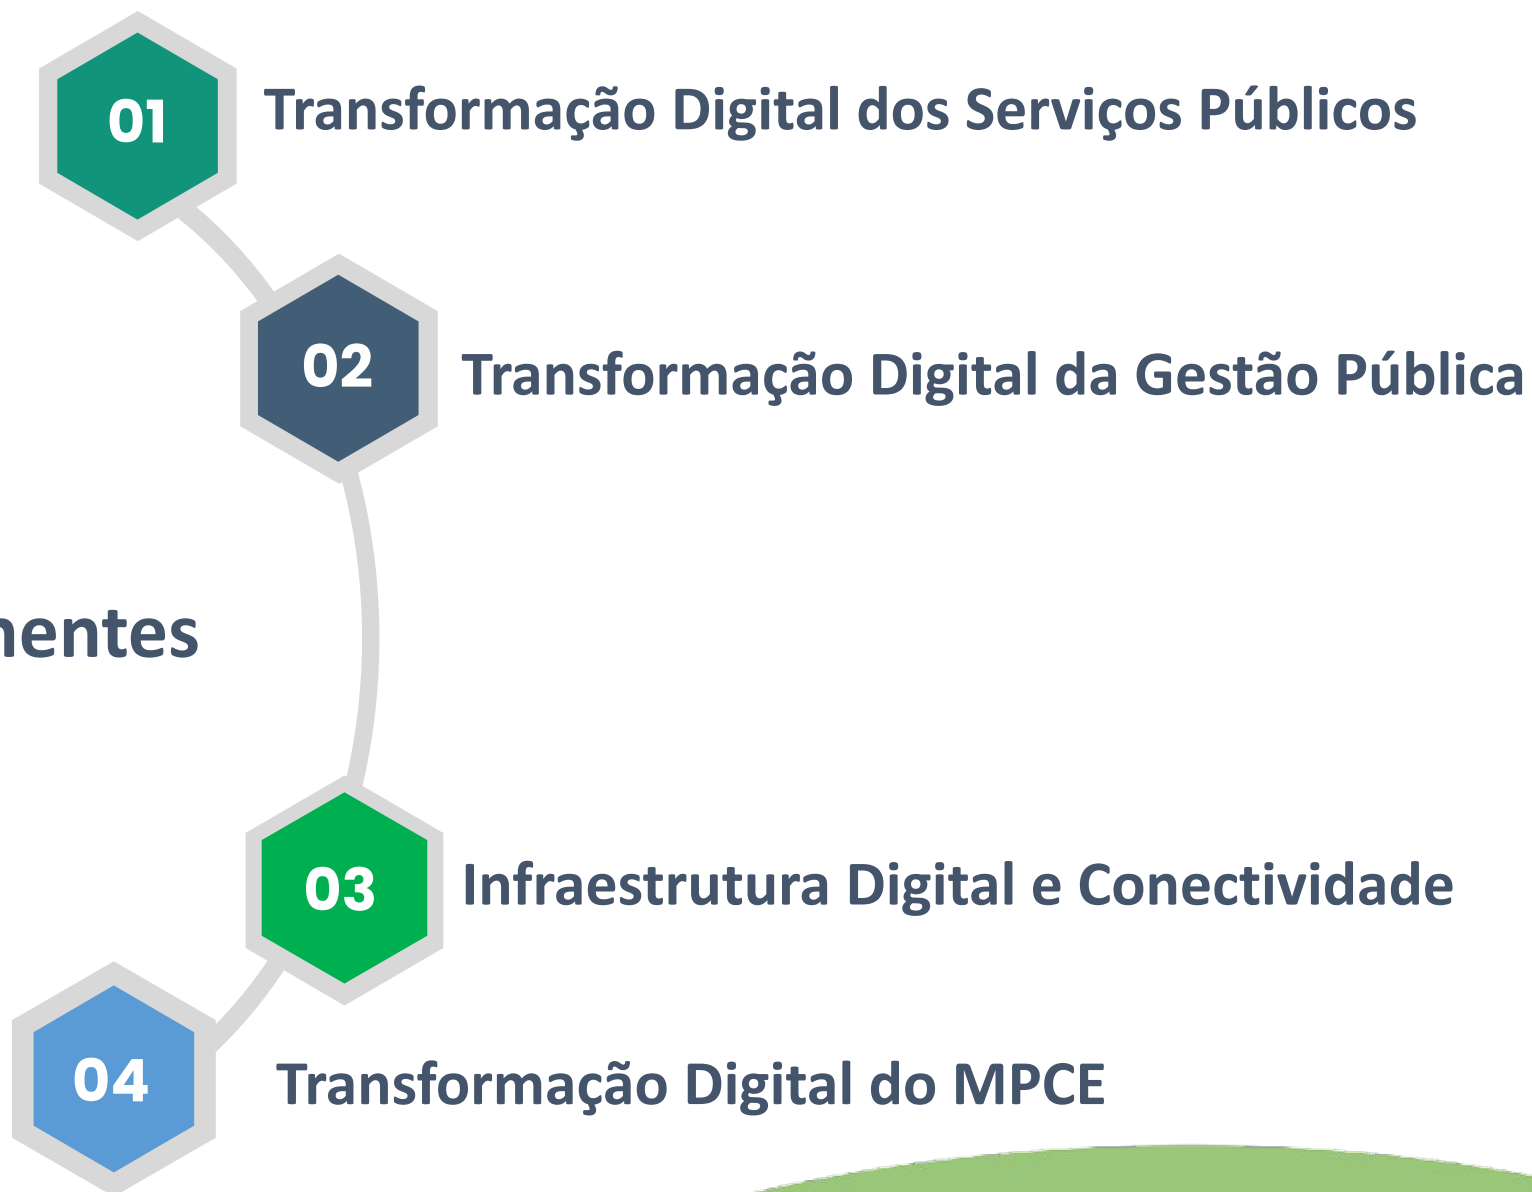 01
Transformação Digital dos Serviços Públicos
02
Transformação Digital da Gestão Pública
nentes
03
Infraestrutura Digital e Conectividade
04
Transformação Digital do MPCE